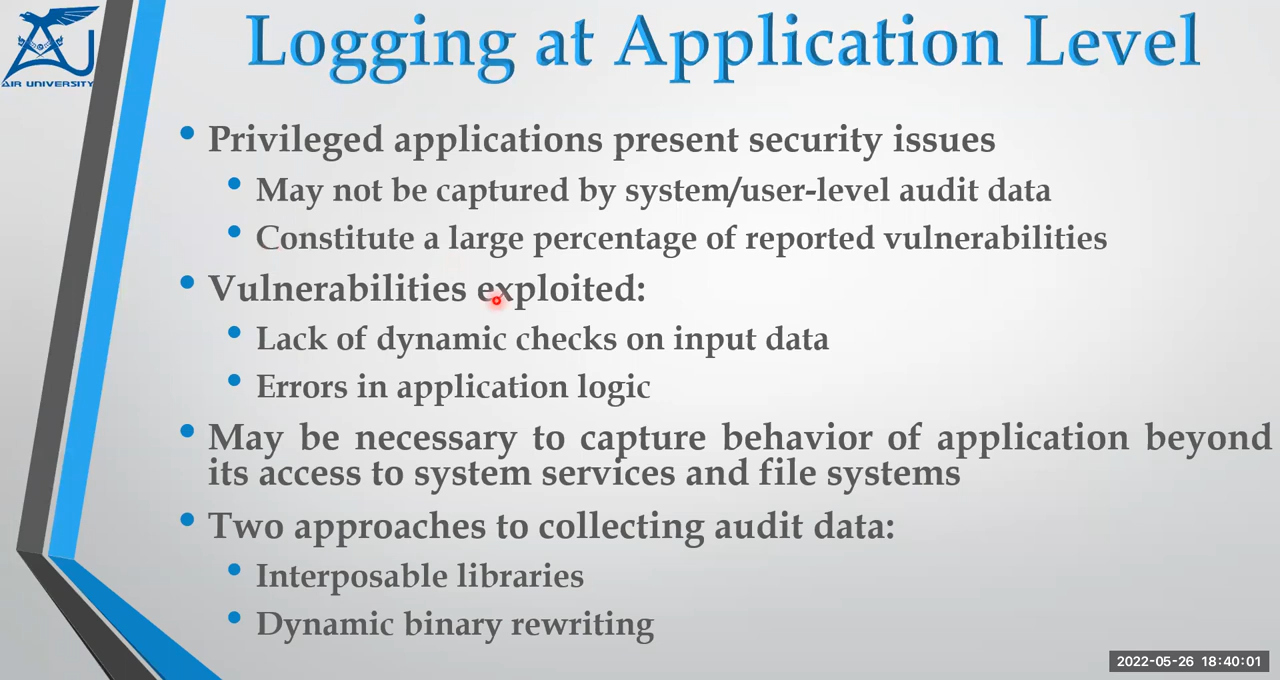 Logging at Application Level
AIR UNIVERSITY
• Privileged applications present security issues
• May not be captured by system/user-level audit data
• Constitute a large percentage of reported vulnerabilities
• Vulnerabilities exploited:
• Lack of dynamic checks on input data
• Errors in application logic
• May be necessary to capture behavior of application beyond
its access to system services and file systems
• Two approaches to collecting audit data:
• Interposable libraries
• Dynamic binary rewriting
2022-05-26 18:40:01